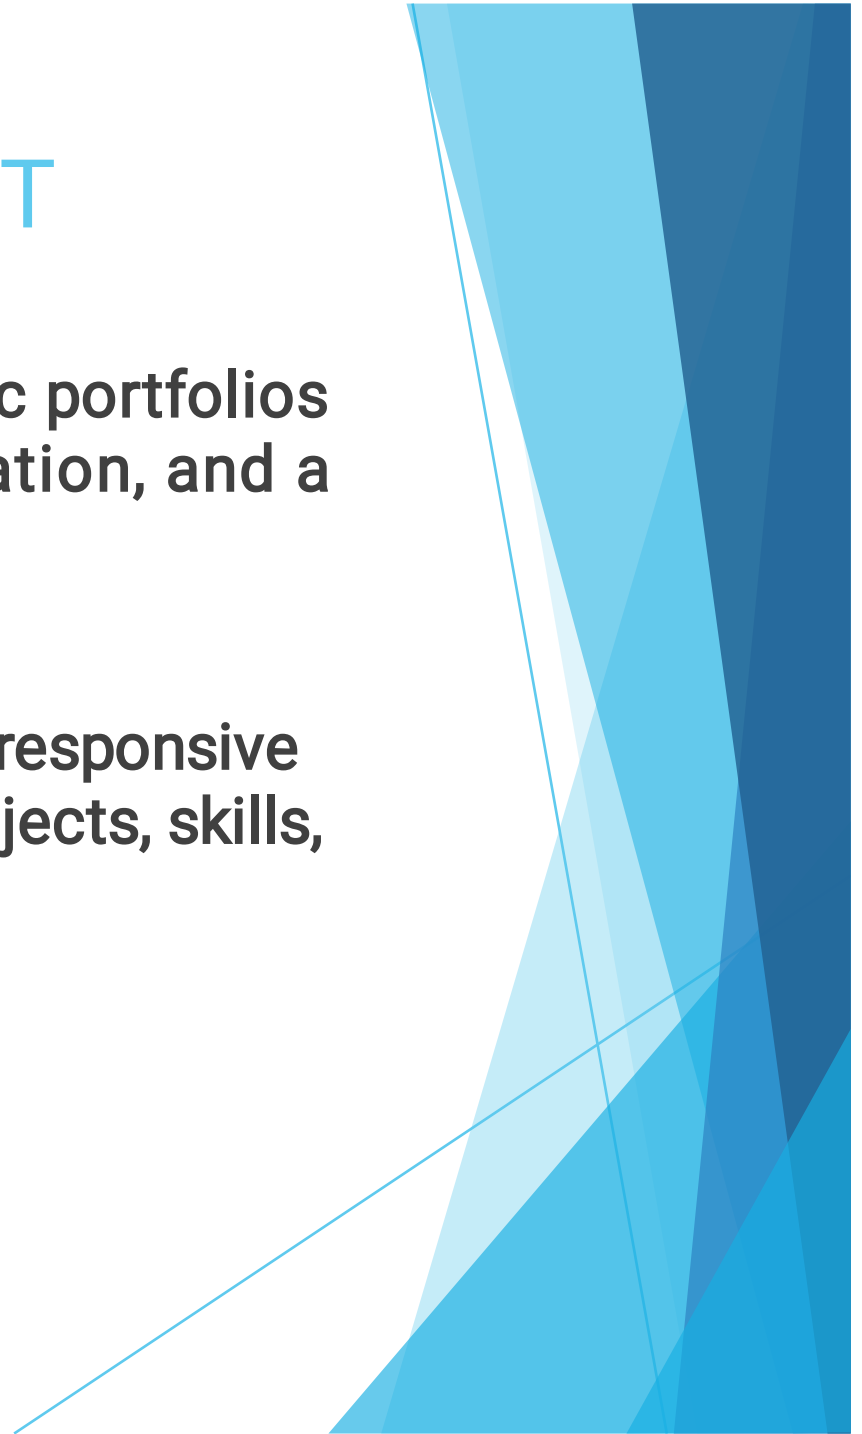 T
c portfolios
ation, and a
responsive
jects, skills,